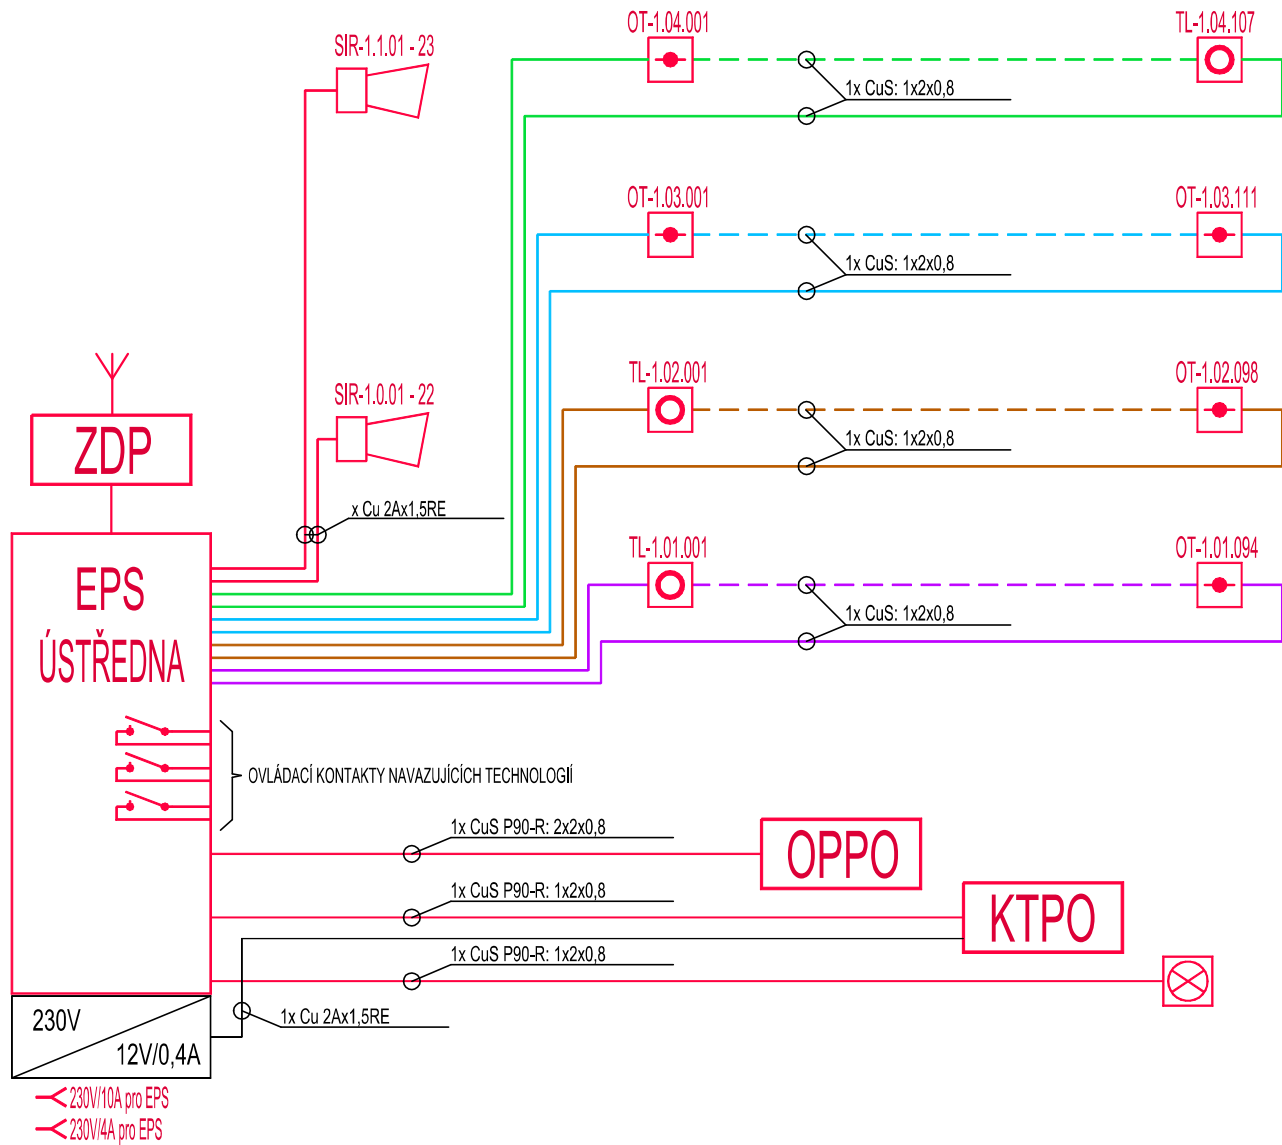 OT-1.04.001
TL-1.04.107
SIR-1.1.01 - 23
1x CuS: 1x2x0,8
OT-1.03.001
OT-1.03.111
1x CuS: 1x2x0,8
TL-1.02.001
OT-1.02.098
SIR-1.0.01 - 22
1x CuS: 1x2x0,8
ZDP
x Cu 2Ax1,5RE
TL-1.01.001
OT-1.01.094
EPS
ÚSTŘEDNA
1x CuS: 1x2x0,8
OVLÁDACÍ KONTAKTY NAVAZUJÍCÍCH TECHNOLOGIÍ
1x CuS P90-R: 2x2x0,8
OPPO
1x CuS P90-R: 1x2x0,8
KTPO
1x CuS P90-R: 1x2x0,8
230V
1x Cu 2Ax1,5RE
12V/0,4A
230V/10A pro EPS
230V/4A pro EPS